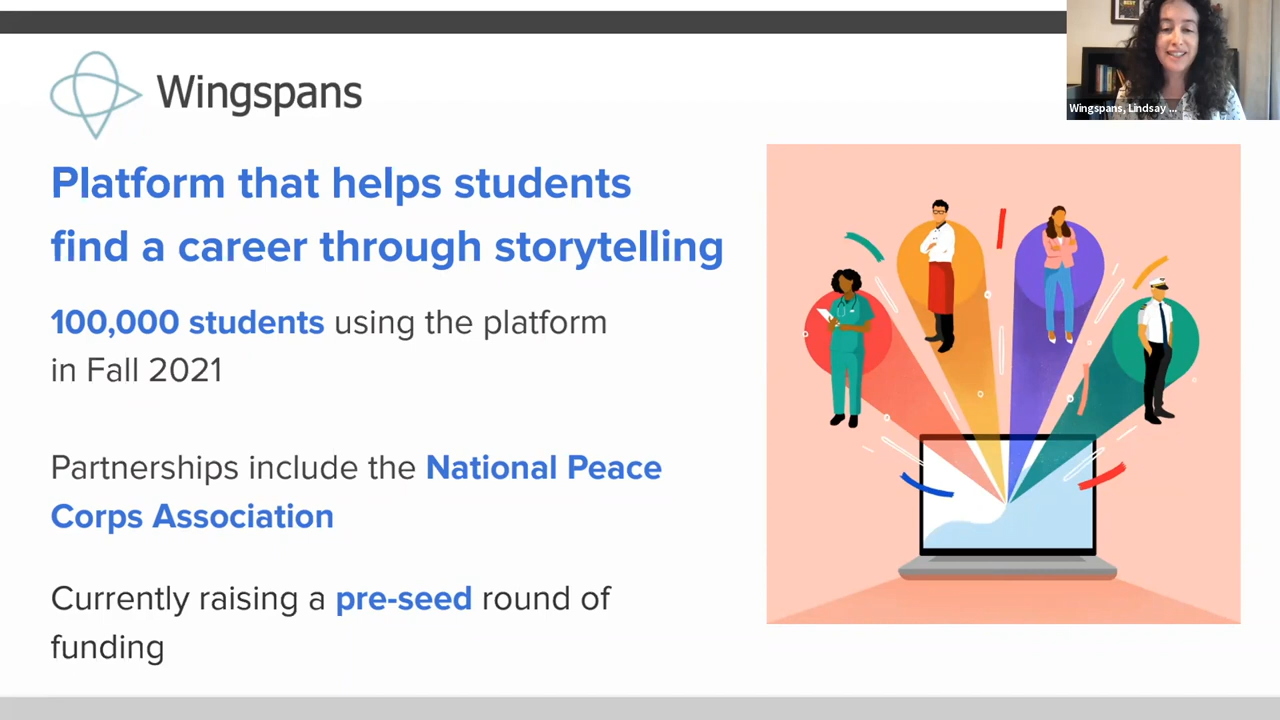 Wingspans
Wingspans, Lindsay ...
Platform that helps students
find a career through storytelling
100,000 students using the platform
in Fall 2021
Partnerships include the National Peace
Corps Association
Currently raising a pre-seed round of
funding